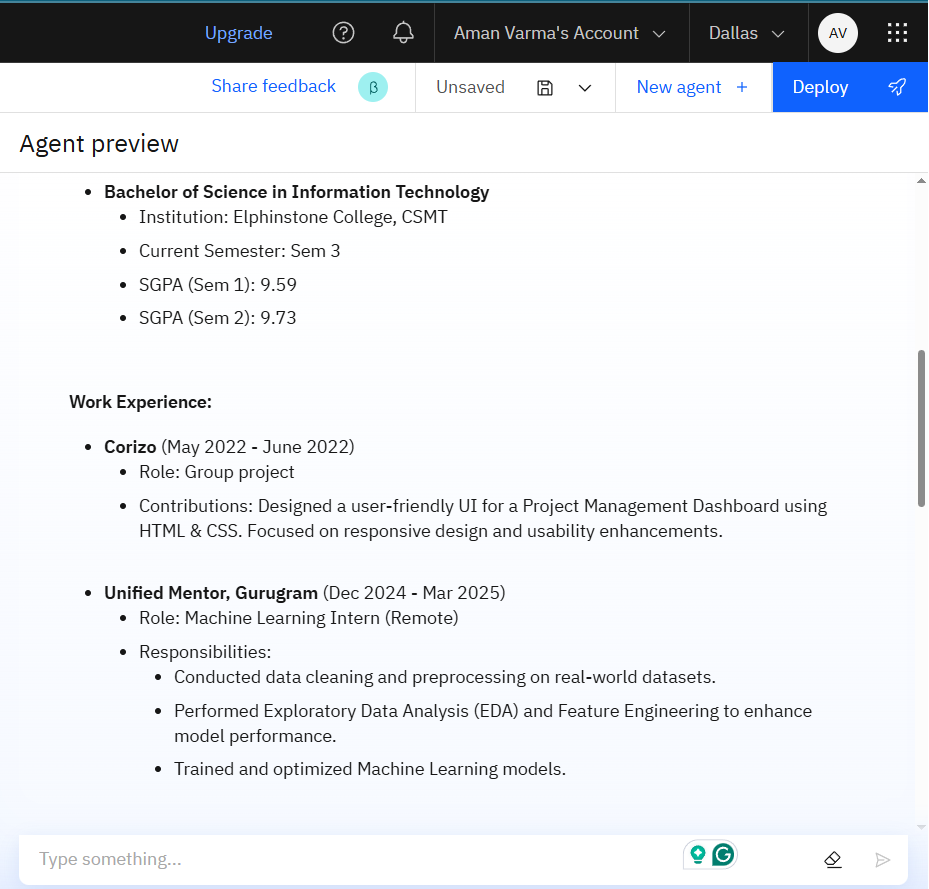 Upgrade
Aman Varma's Account
Dallas
AV
Share feedback
β
Unsaved
New agent +
Deploy
Agent preview
Bachelor of Science in Information Technology
Institution: Elphinstone College, CSMT
Current Semester: Sem 3
SGPA (Sem 1): 9.59
SGPA (Sem 2): 9.73
Work Experience:
Corizo (May 2022 - June 2022)
Role: Group project
Contributions: Designed a user-friendly UI for a Project Management Dashboard using
HTML & CSS. Focused on responsive design and usability enhancements.
Unified Mentor, Gurugram (Dec 2024 - Mar 2025)
Role: Machine Learning Intern (Remote)
Responsibilities:
Conducted data cleaning and preprocessing on real-world datasets.
Performed Exploratory Data Analysis (EDA) and Feature Engineering to enhance
model performance.
Trained and optimized Machine Learning models.
Type something...